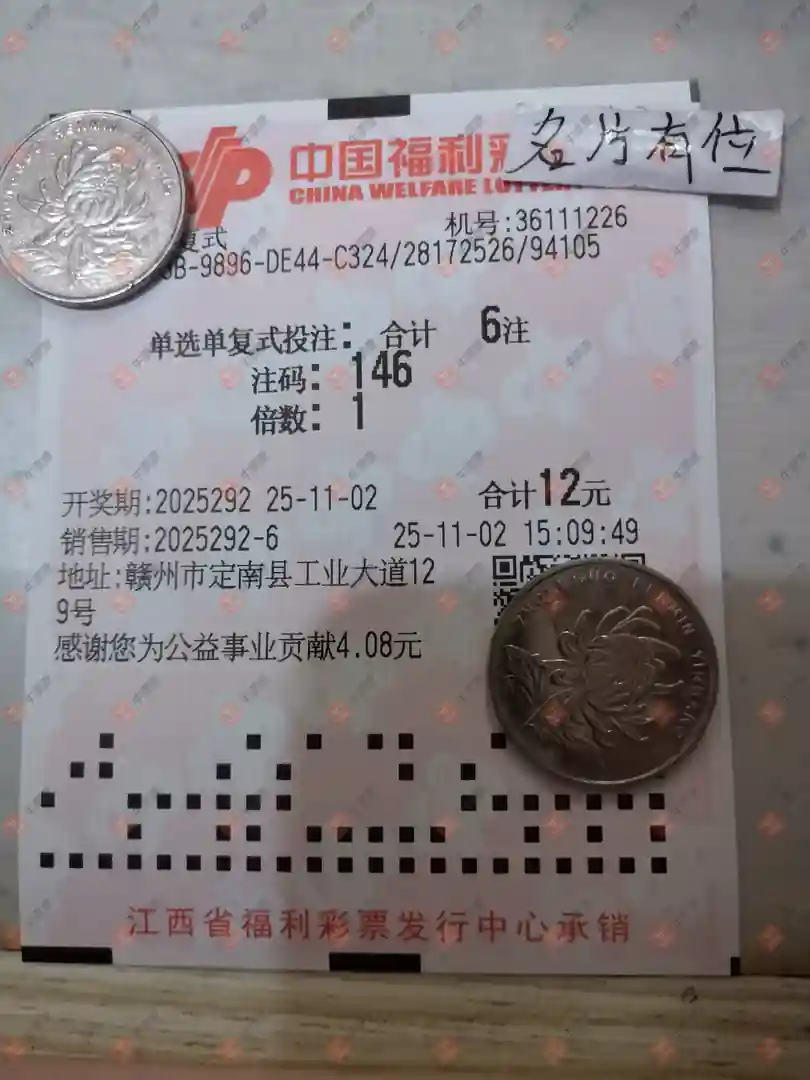 中国福利彩
名片有位
CHINA WELFARE LOTTERY
复式
机号:36111226
B-9896-DE44-C324/28172526/94105
单选单复式投注: 合计 6注
注码: 146
倍数: 1
开奖期:2025292 25-11-02 合计12元
销售期:2025292-6 25-11-02 15:09:49
地址:赣州市定南县工业大道12
9号
感谢您为公益事业贡献4.08元
江西省福利彩票发行中心承销